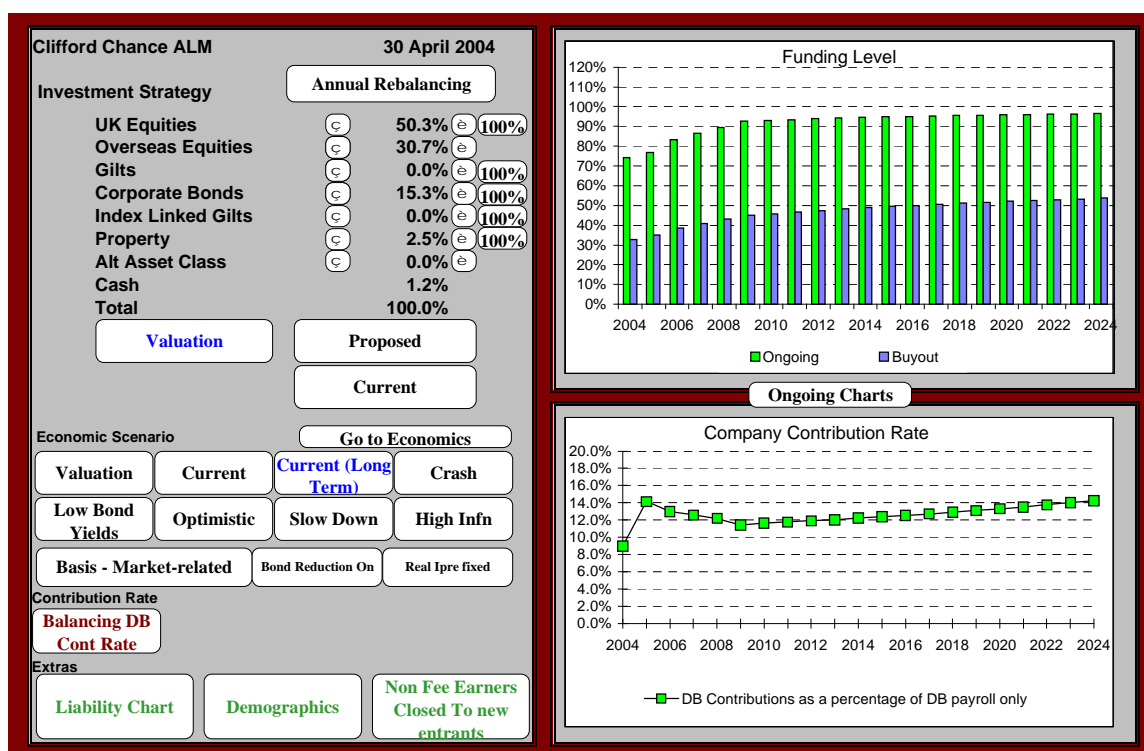 Clifford Chance ALM 30 April 2004
Investment Strategy
Annual Rebalancing
UK Equities ç 50.3% è 100%
Overseas Equities ç 30.7% è
Gilts ç 0.0% è 100%
Corporate Bonds ç 15.3% è 100%
Index Linked Gilts ç 0.0% è 100%
Property ç 2.5% è 100%
Alt Asset Class ç 0.0% è
Cash 1.2%
Total 100.0%
Valuation Proposed
Current
Economic Scenario
Go to Economics
Valuation Current Current (Long Term) Crash
Low Bond Yields Optimistic Slow Down High Infn
Basis - Market-related Bond Reduction On Real Ipre fixed
Contribution Rate
Balancing DB
Cont Rate
Extras
Liability Chart
Demographics
Non Fee Earners
Closed To new
entrants
Funding Level
120%
110%
100%
90%
80%
70%
60%
50%
40%
30%
20%
10%
0%
2004 2006 2008 2010 2012 2014 2016 2018 2020 2022 2024
Ongoing Buyout
Ongoing Charts
Company Contribution Rate
20.0%
18.0%
16.0%
14.0%
12.0%
10.0%
8.0%
6.0%
4.0%
2.0%
0.0%
2004 2006 2008 2010 2012 2014 2016 2018 2020 2022 2024
DB Contributions as a percentage of DB payroll only